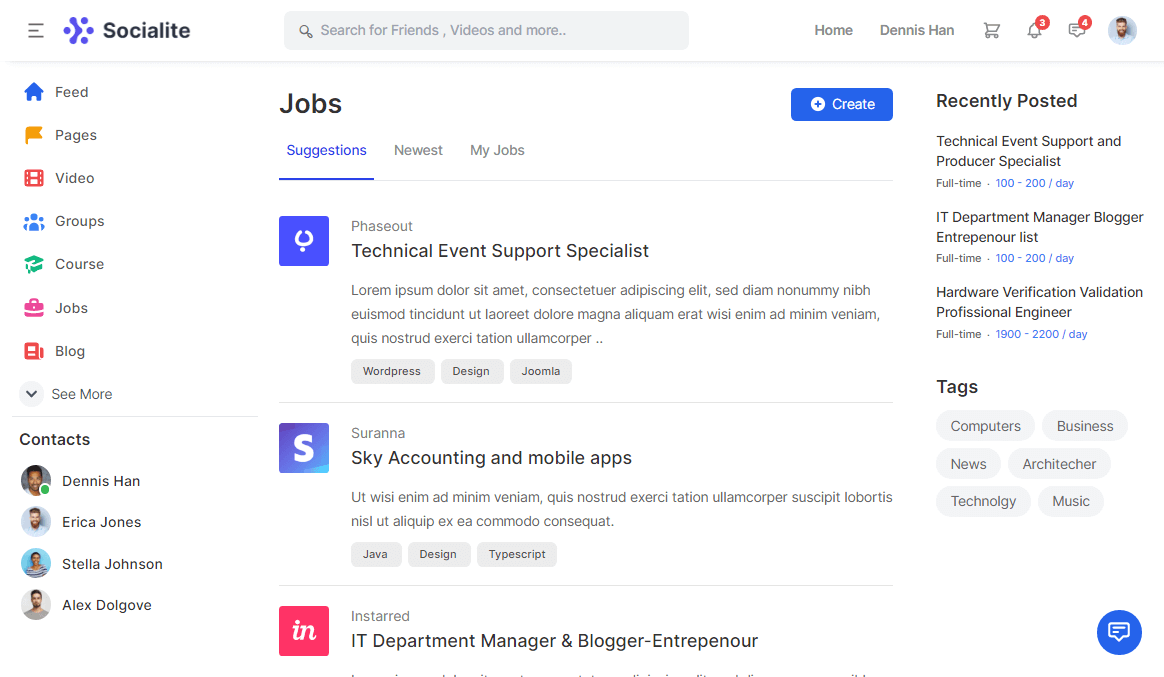 Socialite
Search for Friends , Videos and more..
Home
Dennis Han
3
4
Feed
Pages
Video
Groups
Course
Jobs
Blog
See More
Contacts
Dennis Han
Erica Jones
Stella Johnson
Alex Dolgove
Jobs
Create
Suggestions
Newest
My Jobs
Phaseout
Technical Event Support Specialist
Lorem ipsum dolor sit amet, consectetuer adipiscing elit, sed diam nonummy nibh
euismod tincidunt ut laoreet dolore magna aliquam erat wisi enim ad minim veniam,
quis nostrud exerci tation ullamcorper ..
Wordpress
Design
Joomla
S
Suranna
Sky Accounting and mobile apps
Ut wisi enim ad minim veniam, quis nostrud exerci tation ullamcorper suscipit lobortis
nisl ut aliquip ex ea commodo consequat.
Java
Design
Typescript
in
Instarred
IT Department Manager & Blogger-Entrepenour
Recently Posted
Technical Event Support and
Producer Specialist
Full-time · 100 - 200 / day
IT Department Manager Blogger
Entrepenour list
Full-time · 100 - 200 / day
Hardware Verification Validation
Profissional Engineer
Full-time · 1900 - 2200 / day
Tags
Computers
Business
News
Architecher
Technolgy
Music